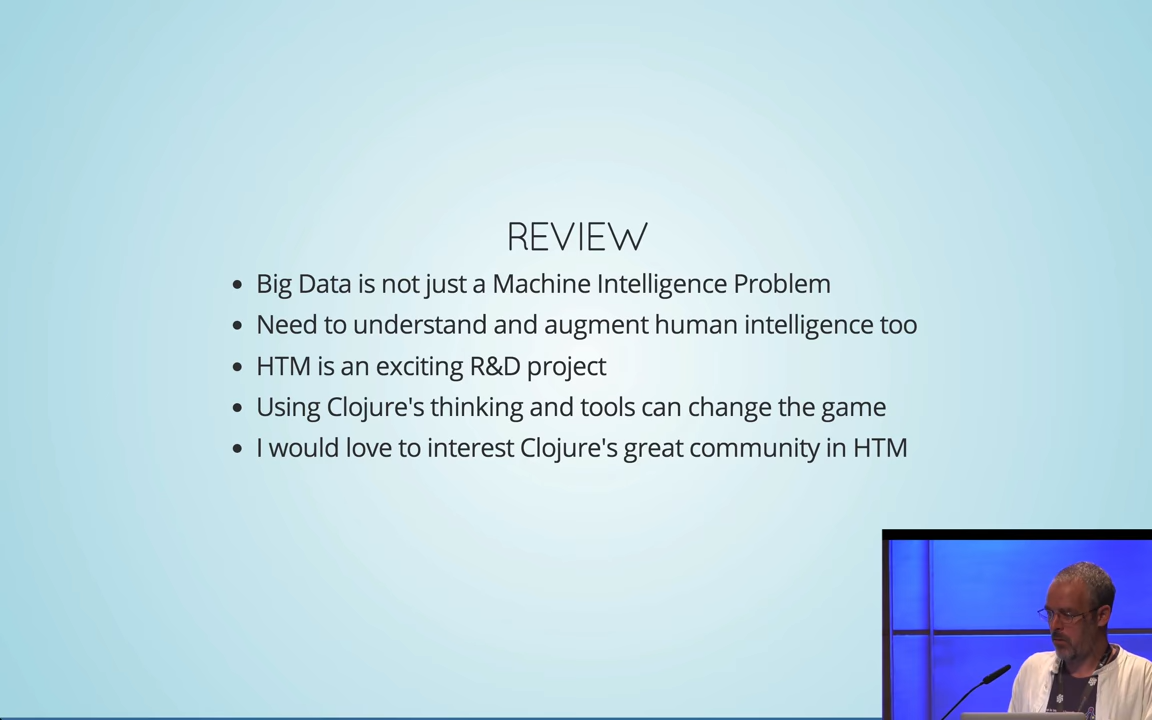 REVIEW
Big Data is not just a Machine Intelligence Problem
Need to understand and augment human intelligence too
HTM is an exciting R&D project
Using Clojure's thinking and tools can change the game
I would love to interest Clojure's great community in HTM